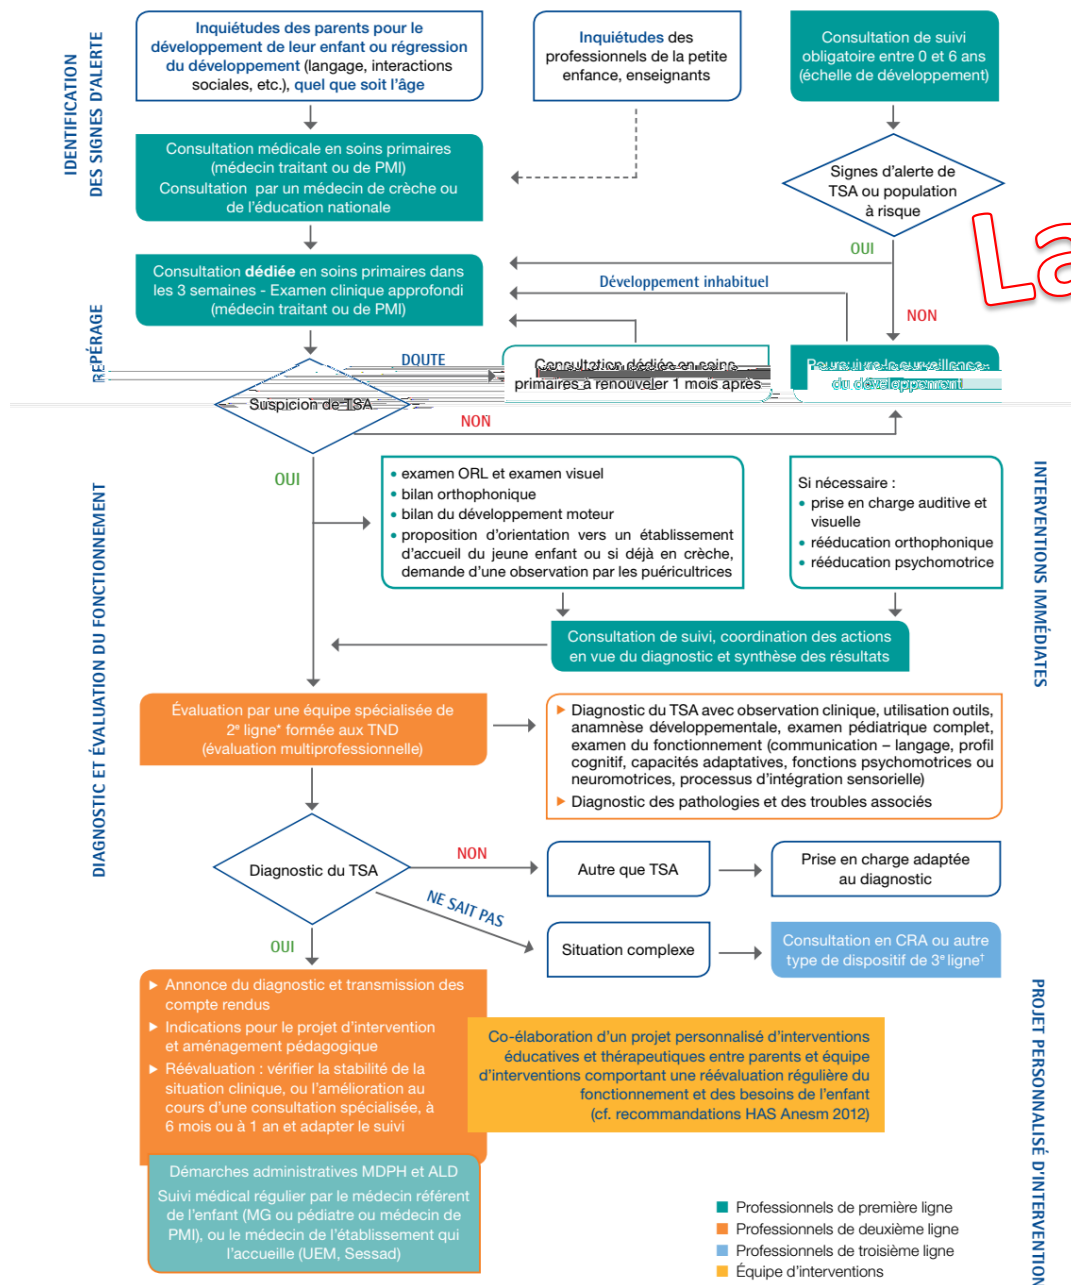 IDENTIFICATION
DES SIGNES D'ALERTE
Inquiétudes des parents pour le
développement de leur enfant ou régression
du développement (langage, interactions
sociales, etc.), quel que soit l'âge
Inquiétudes des
professionnels de la petite
enfance, enseignants
Consultation de suivi
obligatoire entre 0 et 6 ans
(échelle de développement)
Consultation médicale en soins primaires
(médecin traitant ou de PMI)
Consultation par un médecin de crèche ou
de l'éducation nationale
Signes d'alerte de
TSA ou population
à risque
La
OUI
NON
REPÉRAGE
Consultation dédiée en soins primaires dans
les 3 semaines - Examen clinique approfondi
(médecin traitant ou de PMI)
Développement inhabituel
DOUTE
Consultation dédiée en soins
primaires à renouveler 1 mois après
Poursuivre la surveillance
du développement
Suspicion de TSA
NON
OUI
DIAGNOSTIC ET ÉVALUATION DU FONCTIONNEMENT
• examen ORL et examen visuel
• bilan orthophonique
• bilan du développement moteur
• proposition d'orientation vers un établissement
d'accueil du jeune enfant ou si déjà en crèche,
demande d'une observation par les puéricultrices
Si nécessaire :
• prise en charge auditive et
visuelle
• rééducation orthophonique
• rééducation psychomotrice
INTERVENTIONS IMMÉDIATES
Consultation de suivi, coordination des actions
en vue du diagnostic et synthèse des résultats
Évaluation par une équipe spécialisée de
2e ligne* formée aux TND
(évaluation multiprofessionnelle)
► Diagnostic du TSA avec observation clinique, utilisation outils,
anamnèse développementale, examen pédiatrique complet,
examen du fonctionnement (communication – langage, profil
cognitif, capacités adaptatives, fonctions psychomotrices ou
neuromotrices, processus d'intégration sensorielle)
► Diagnostic des pathologies et des troubles associés
Diagnostic du TSA
NON
Autre que TSA
Prise en charge adaptée
au diagnostic
NE SAIT PAS
Situation complexe
Consultation en CRA ou autre
type de dispositif de 3e ligne†
OUI
► Annonce du diagnostic et transmission des
compte rendus
► Indications pour le projet d'intervention
et aménagement pédagogique
► Réévaluation : vérifier la stabilité de la
situation clinique, ou l'amélioration au
cours d'une consultation spécialisée, à
6 mois ou à 1 an et adapter le suivi
Co-élaboration d'un projet personnalisé d'interventions
éducatives et thérapeutiques entre parents et équipe
d'interventions comportant une réévaluation régulière du
fonctionnement et des besoins de l'enfant
(cf. recommandations HAS Anesm 2012)
PROJET PERSONNALISÉ D'INTERVENTION
Démarches administratives MDPH et ALD
Suivi médical régulier par le médecin référent
de l'enfant (MG ou pédiatre ou médecin de
PMI), ou le médecin de l'établissement qui
l'accueille (UEM, Sessad)
Professionnels de première ligne
Professionnels de deuxième ligne
Professionnels de troisième ligne
Équipe d'interventions